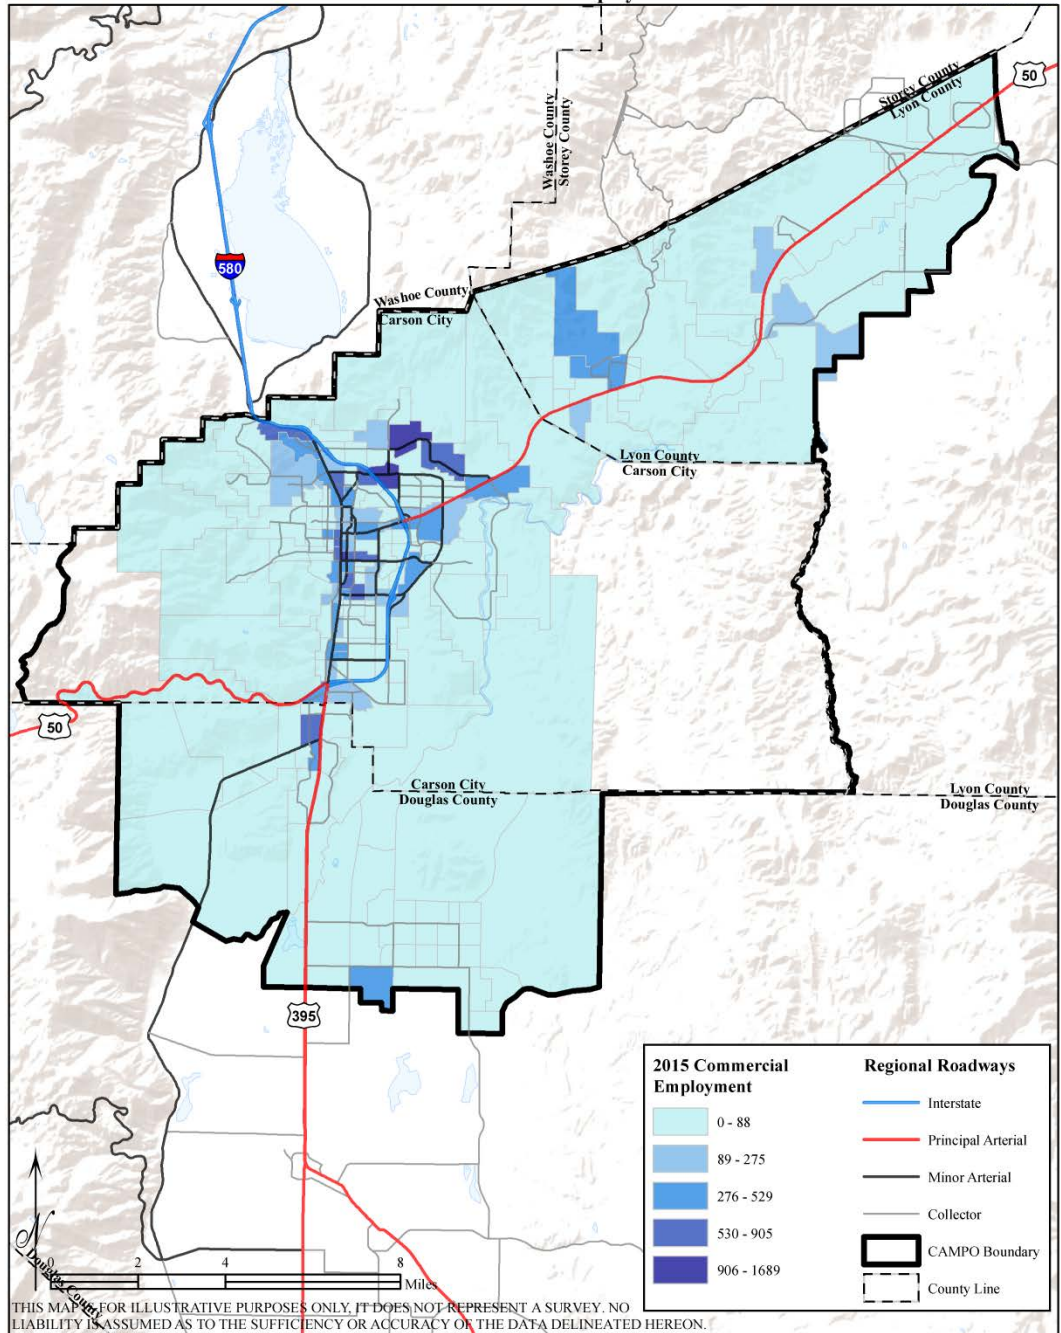 Storey County
Lyon County
50
Washoe County
Storey County
580
Washoe County
Carson City
Lyon County
Carson City
50
Carson City
Douglas County
Lyon County
Douglas County
395
2015 Commercial
Employment
0 - 88
89 - 275
276 - 529
530 - 905
906 - 1689
Regional Roadways
Interstate
Principal Arterial
Minor Arterial
Collector
CAMPO Boundary
County Line
N
Douglas County
0 2 4 8
Miles
THIS MAP IS FOR ILLUSTRATIVE PURPOSES ONLY, IT DOES NOT REPRESENT A SURVEY. NO
LIABILITY IS ASSUMED AS TO THE SUFFICIENCY OR ACCURACY OF THE DATA DELINEATED HEREON.